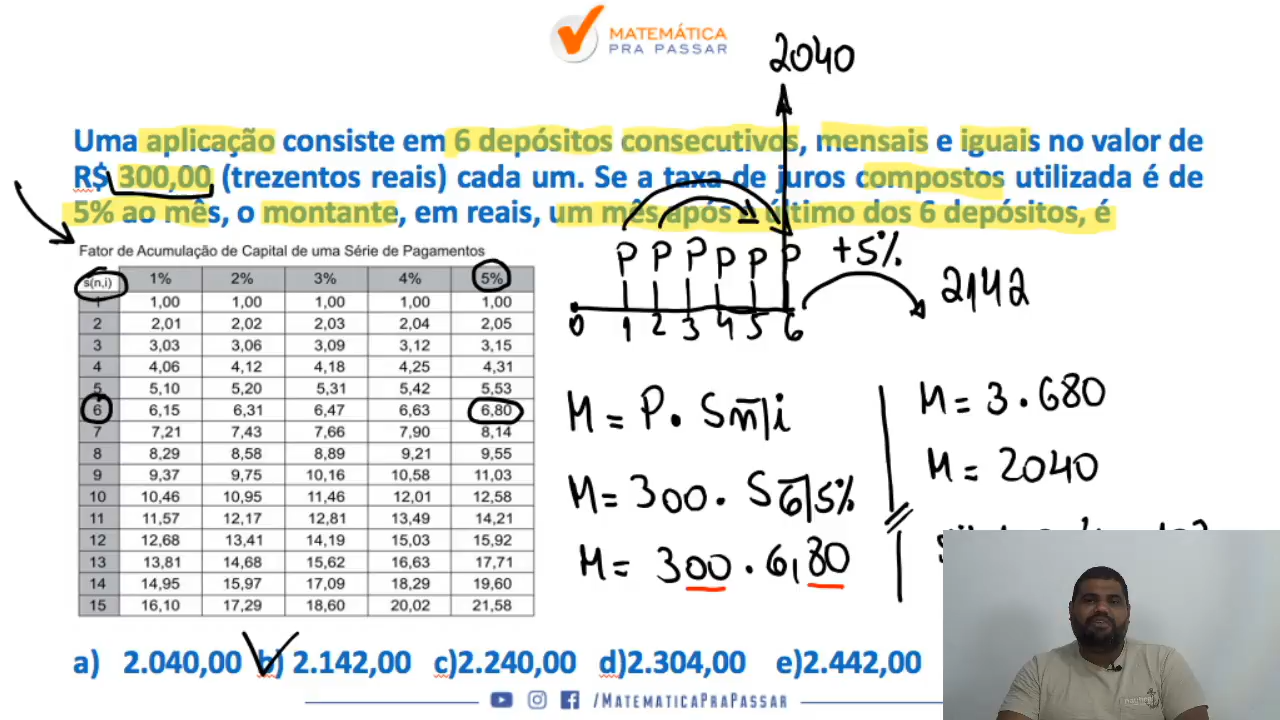 MATEMÁTICA
PRA PASSAR
2040
Uma aplicação consiste em 6 depósitos consecutivos, mensais e iguais no valor de
R$ 300,00 (trezentos reais) cada um. Se a taxa de juros compostos utilizada é de
5% ao mês, o montante, em reais, um mês após último dos 6 depósitos, é
Fator de Acumulação de Capital de uma Série de Pagamentos
s(n,i) 1% 2% 3% 4% 5%
1 1,00 1,00 1,00 1,00 1,00
2 2,01 2,02 2,03 2,04 2,05
3 3,03 3,06 3,09 3,12 3,15
4 4,06 4,12 4,18 4,25 4,31
5 5,10 5,20 5,31 5,42 5,53
6 6,15 6,31 6,47 6,63 6,80
7 7,21 7,43 7,66 7,90 8,14
8 8,29 8,58 8,89 9,21 9,55
9 9,37 9,75 10,16 10,58 11,03
10 10,46 10,95 11,46 12,01 12,58
11 11,57 12,17 12,81 13,49 14,21
12 12,68 13,41 14,19 15,03 15,92
13 13,81 14,68 15,62 16,63 17,71
14 14,95 15,97 17,09 18,29 19,60
15 16,10 17,29 18,60 20,02 21,58
P P P P P P +5%
2142
0 1 2 3 4 5 6
M = P . S n i
M = 300 . S 6 5%
M = 300 . 6,80
M = 3 . 680
M = 2040
a) 2.040,00 b) 2.142,00 c)2.240,00 d)2.304,00 e)2.442,00
/MATEMATICAPRAPASSAR